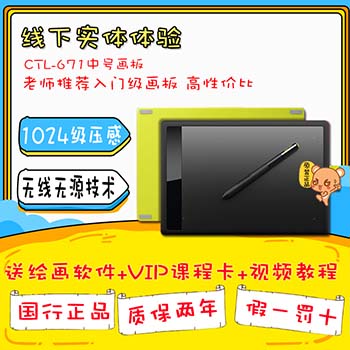 线下实体体验
CTL-671中号画板
老师推荐入门级画板 高性价比
1024级压感
无线无源技术
送绘画软件+VIP课程卡+视频教程
国行正品
质保两年
假一罚十